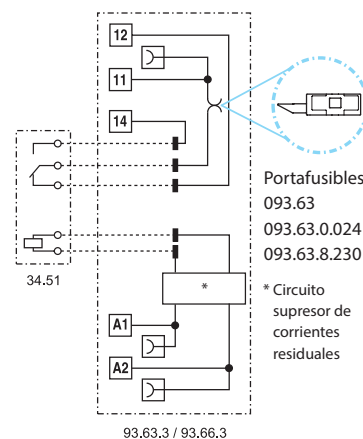 12
11
14
34.51
*
A1
A2
93.63.3 / 93.66.3
Portafusibles
093.63
093.63.0.024
093.63.8.230
* Circuito
supresor de
corrientes
residuales